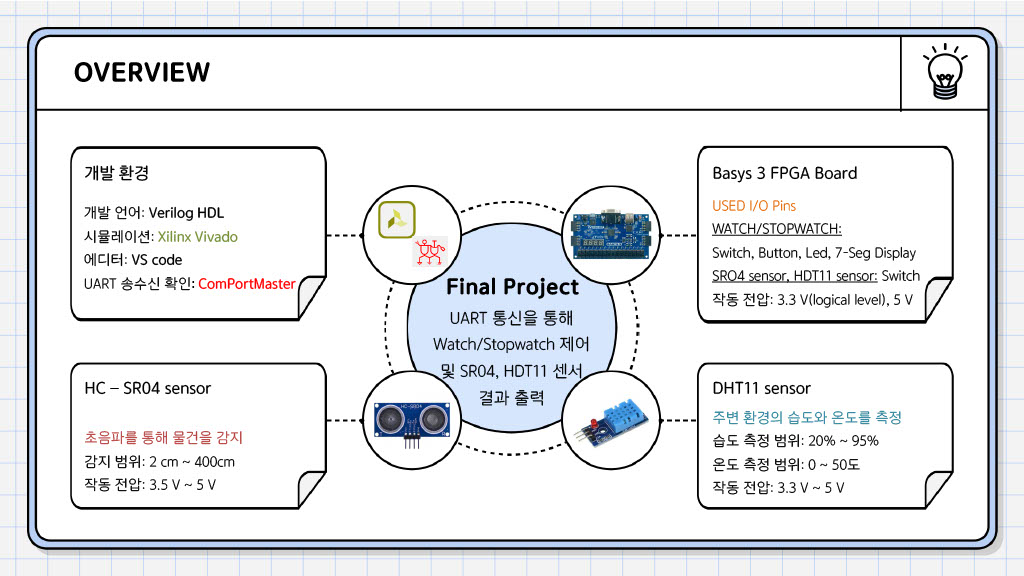 OVERVIEW
개발 환경
개발 언어: Verilog HDL
시뮬레이션: Xilinx Vivado
에디터: VS code
UART 송수신 확인: ComPortMaster
Basys 3 FPGA Board
USED I/O Pins
WATCH/STOPWATCH:
Switch, Button, Led, 7-Seg Display
SR04 sensor, HDT11 sensor: Switch
작동 전압: 3.3 V(logical level), 5 V
Final Project
UART 통신을 통해
Watch/Stopwatch 제어
및 SR04, HDT11 센서
결과 출력
HC – SR04 sensor
초음파를 통해 물건을 감지
감지 범위: 2 cm ~ 400cm
작동 전압: 3.5 V ~ 5 V
HC-SR04
DHT11 sensor
주변 환경의 습도와 온도를 측정
습도 측정 범위: 20% ~ 95%
온도 측정 범위: 0 ~ 50도
작동 전압: 3.3 V ~ 5 V